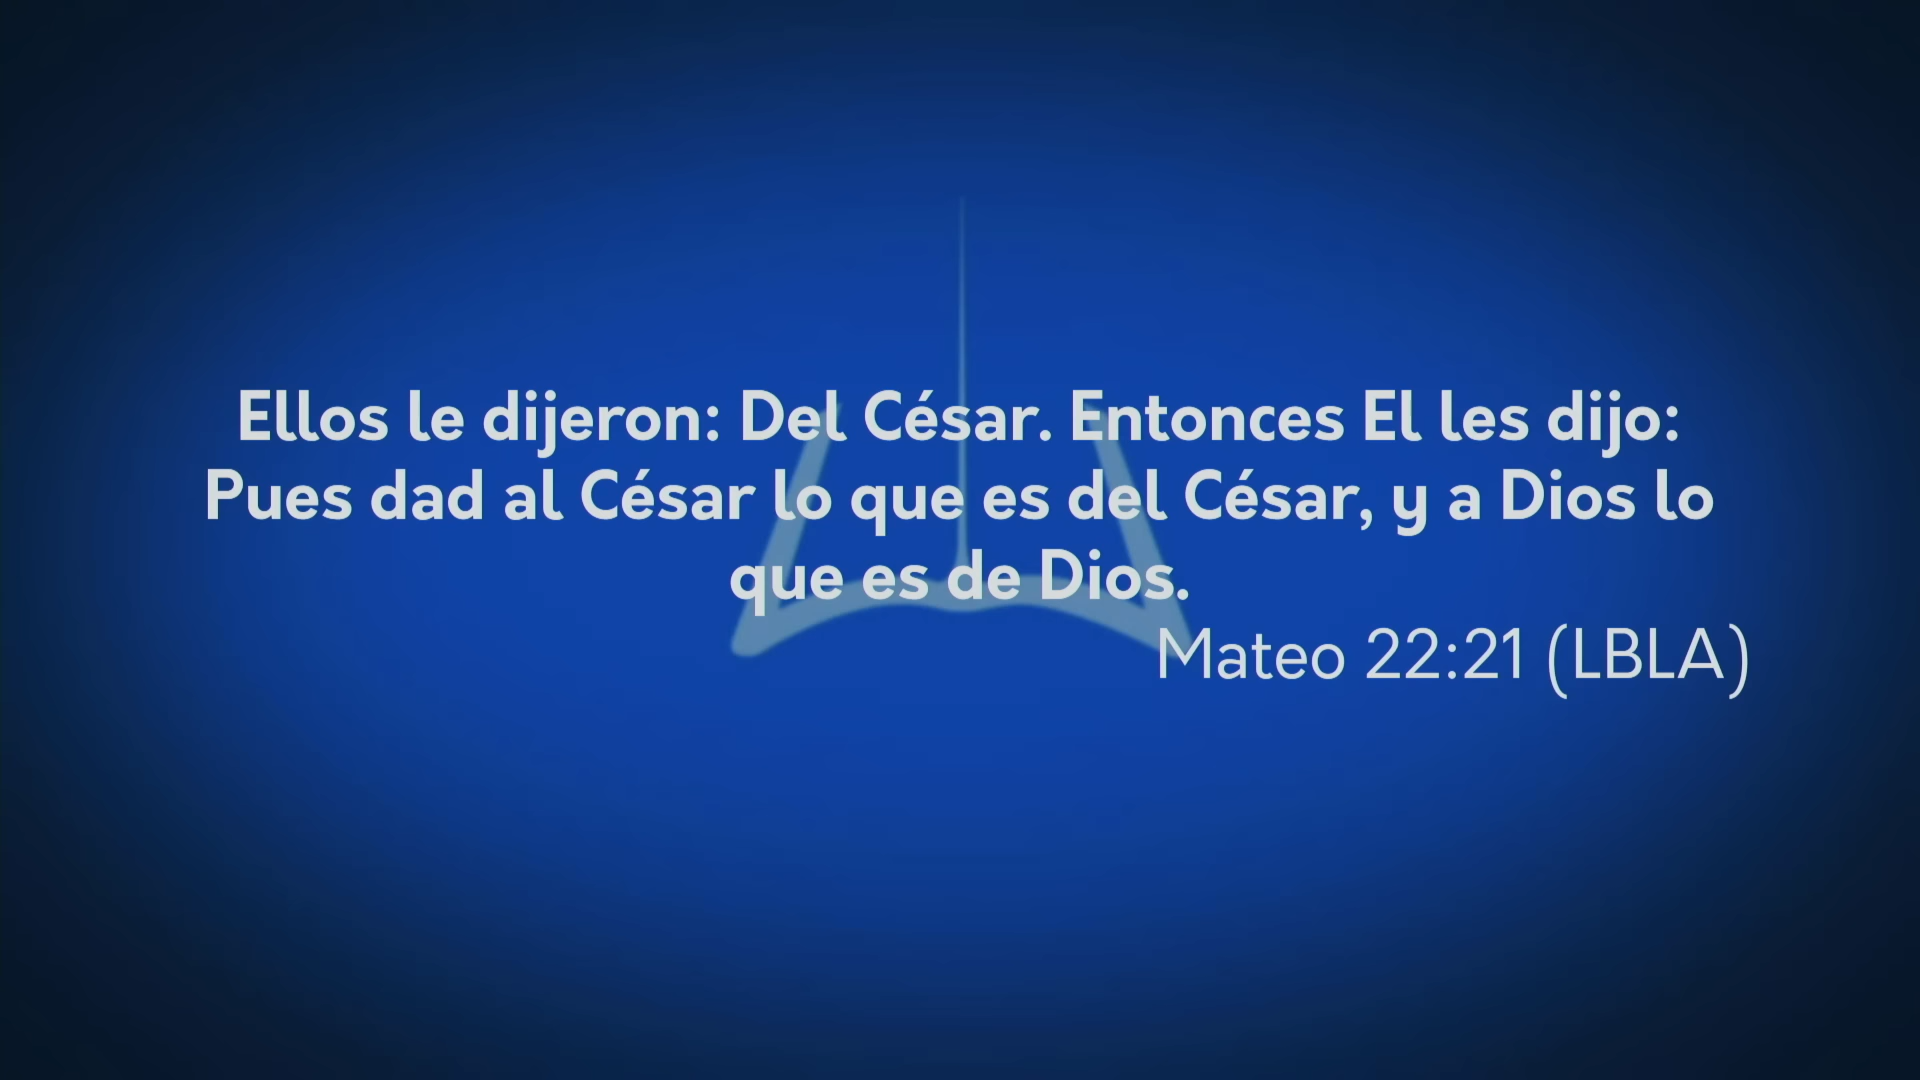 Ellos le dijeron: Del César. Entonces El les dijo:
Pues dad al César lo que es del César, y a Dios lo
que es de Dios.
Mateo 22:21 (LBLA)